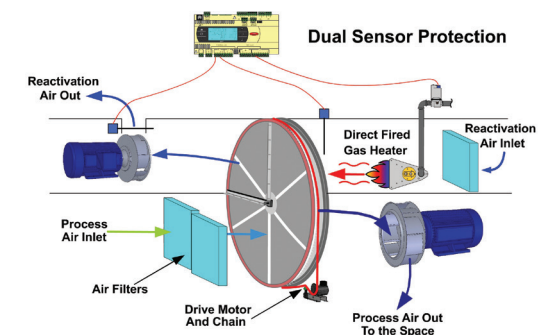 Dual Sensor Protection
Reactivation
Air Out
Direct Fired
Gas Heater
Reactivation
Air Inlet
Process
Air Inlet
Air Filters
Drive Motor
And Chain
Process Air Out
To the Space